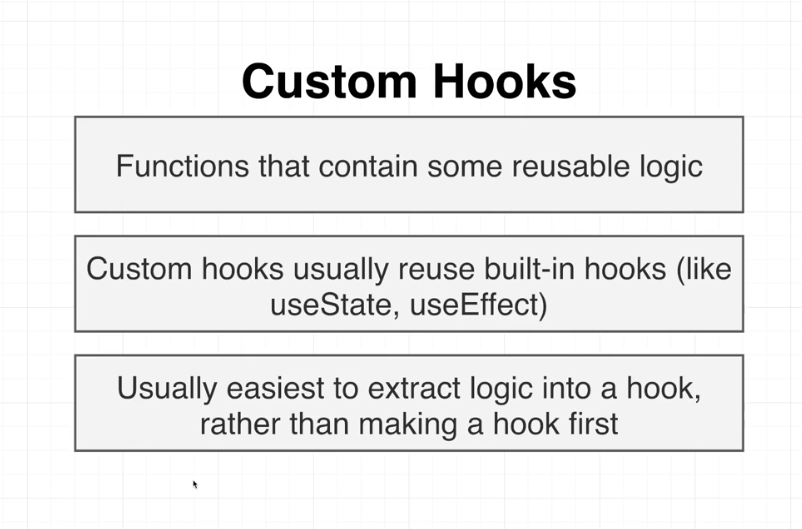 Custom Hooks
Functions that contain some reusable logic
Custom hooks usually reuse built-in hooks (like
useState, useEffect)
Usually easiest to extract logic into a hook,
rather than making a hook first